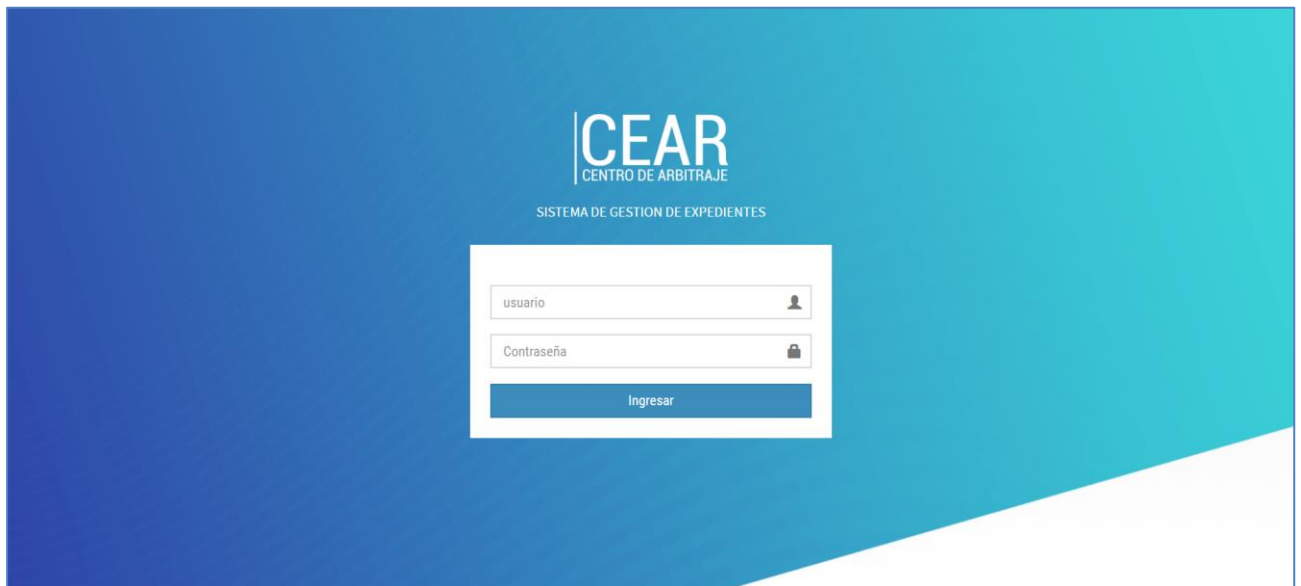 CEAR
CENTRO DE ARBITRAJE
SISTEMA DE GESTION DE EXPEDIENTES
usuario
Contraseña
Ingresar